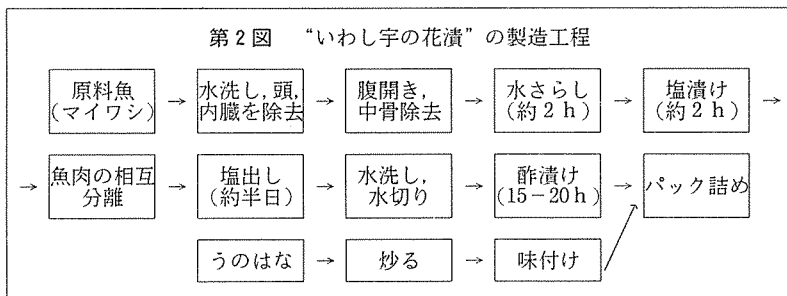 第2図 “いわし宇の花漬”の製造工程
原料魚
(マイワシ)
→
水洗し,頭,
内臓を除去
→
腹開き,
中骨除去
→
水さらし
(約2h)
→
塩漬け
(約2h)
→
→
魚肉の相互
分離
→
塩出し
(約半日)
→
水洗し,
水切り
→
酢漬け
(15-20h)
→
パック詰め
うのはな
→
炒る
→
味付け